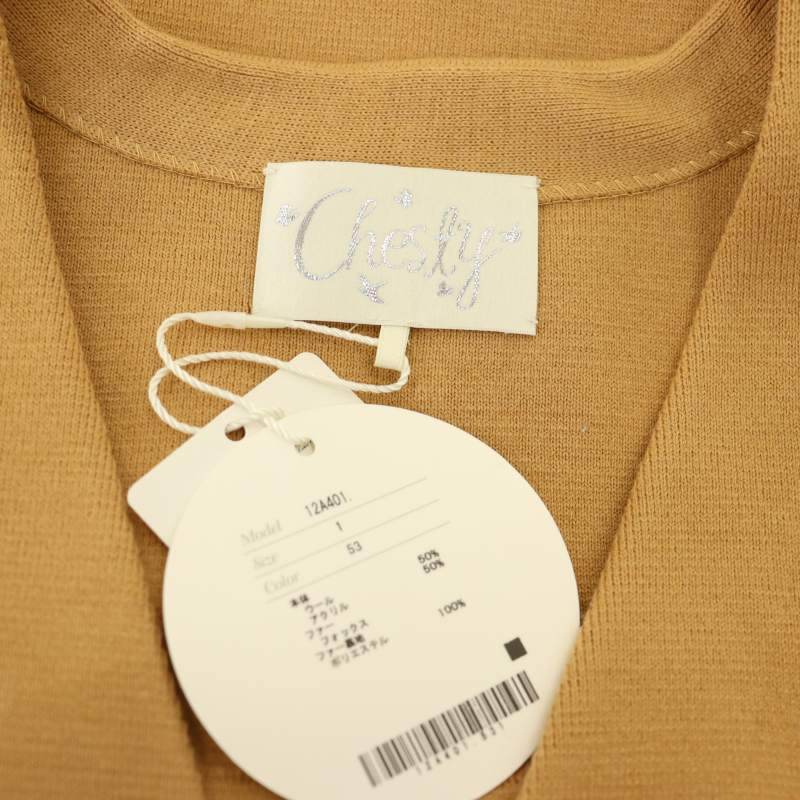 Chesty
Model 12A401.
Size 1
Color 53
本体
ウール 50%
アクリル 50%
ファー
フォックス 100%
ファー裏地
ポリエステル
12A401 531